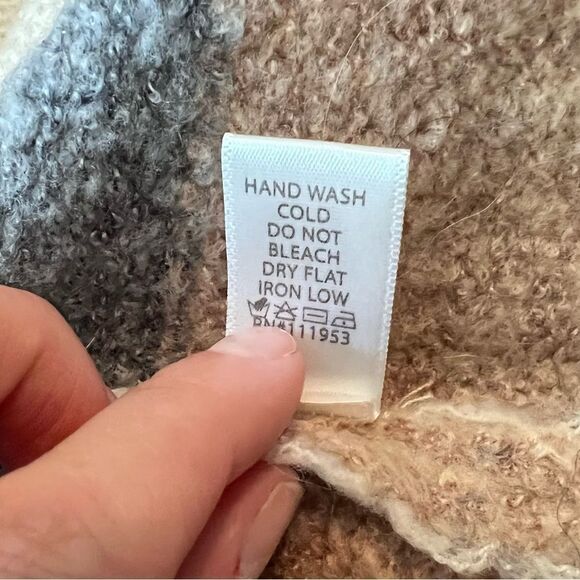 HAND WASH
COLD
DO NOT
BLEACH
DRY FLAT
IRON LOW
RN#111953